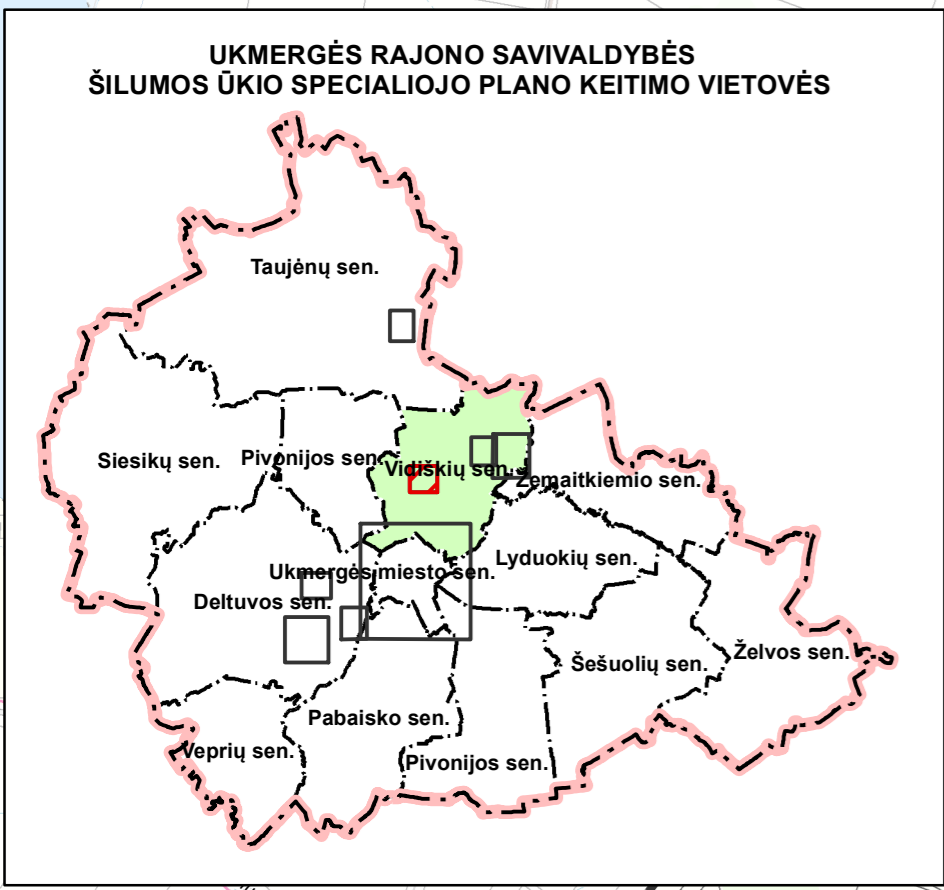 UKMERGĖS RAJONO SAVIVALDYBĖS
ŠILUMOS ŪKIO SPECIALIOJO PLANO KEITIMO VIETOVĖS
Taujėnų sen.
Siesikų sen.
Pivonijos sen.
Vidiškių sen.
Žemaitkiemio sen.
Lyduokių sen.
Ukmergės miesto sen.
Deltuvos sen.
Želvos sen.
Šešuolių sen.
Pabaisko sen.
Veprių sen.
Pivonijos sen.